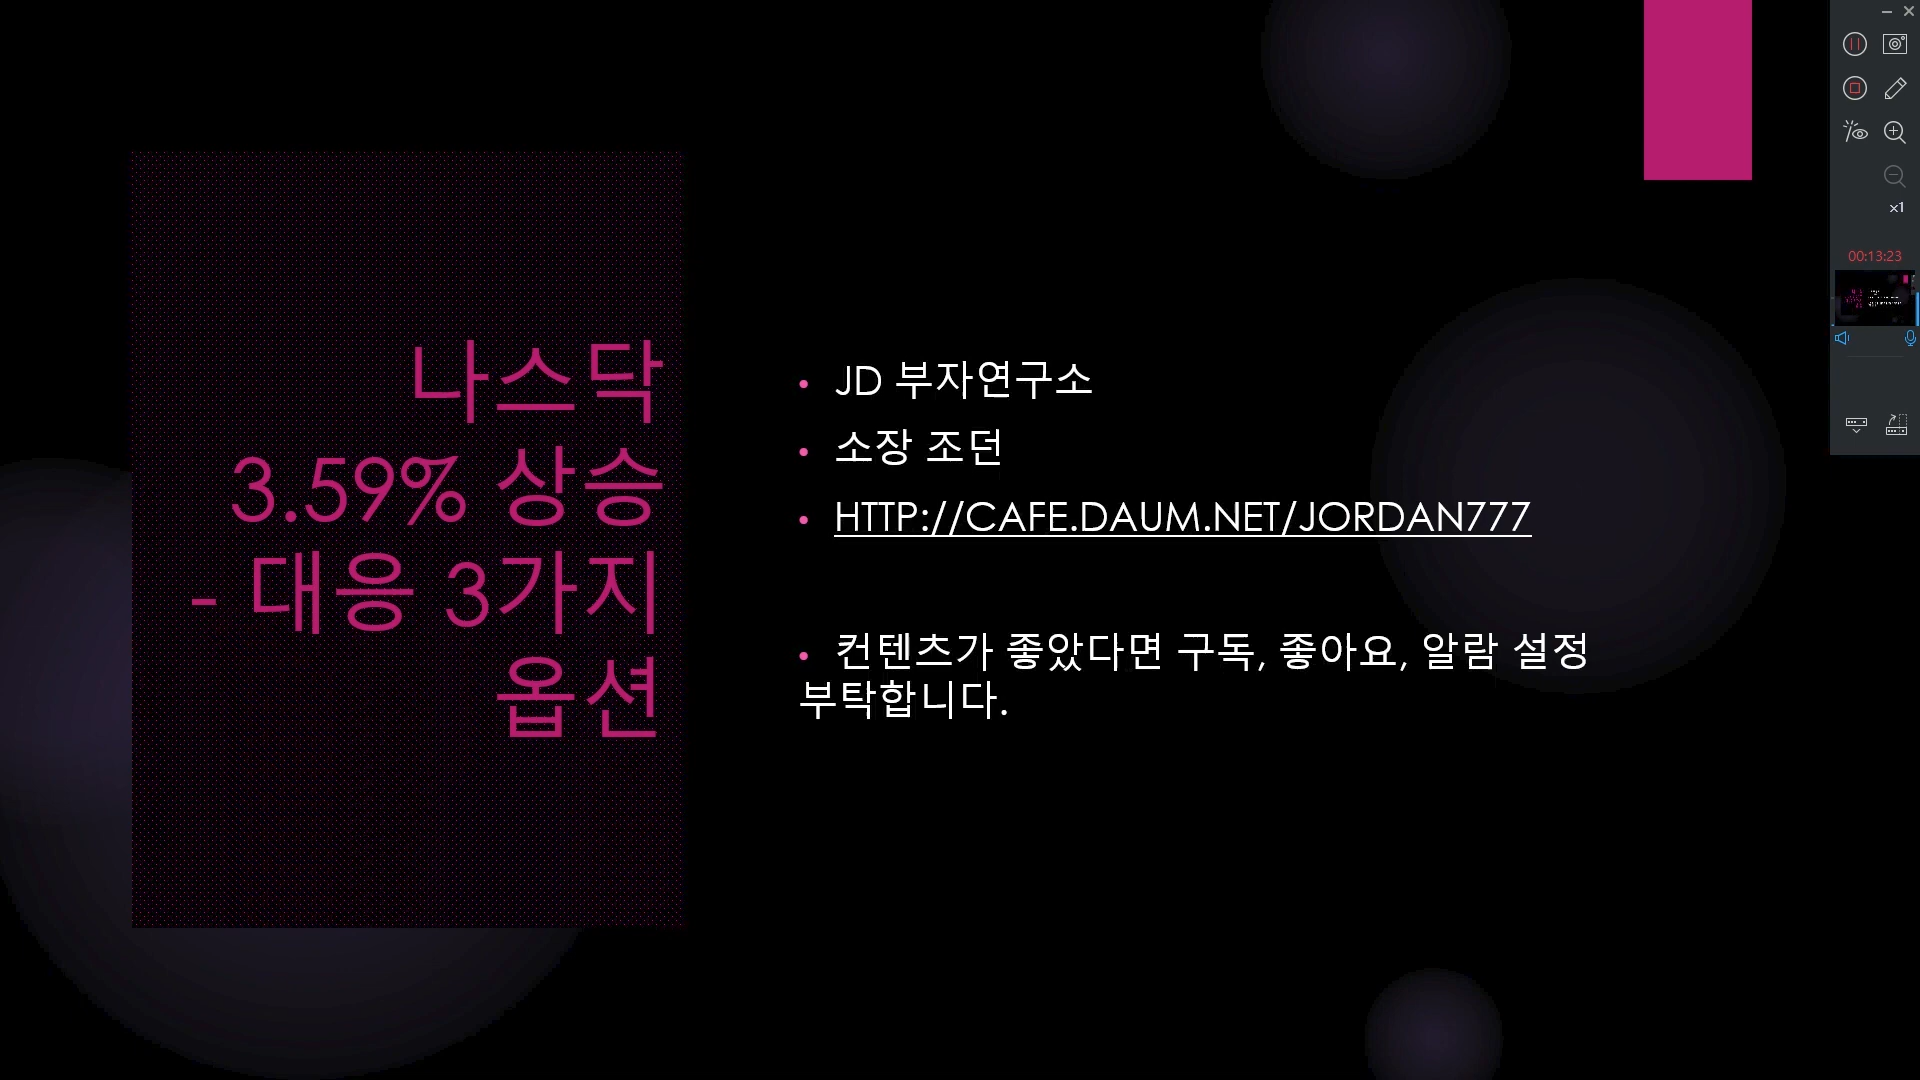 나스닥
3.59% 상승
- 대응 3가지
옵션
• JD 부자연구소
• 소장 조던
• HTTP://CAFE.DAUM.NET/JORDAN777
• 컨텐츠가 좋았다면 구독, 좋아요, 알람 설정
부탁합니다.
x1
00:13:23